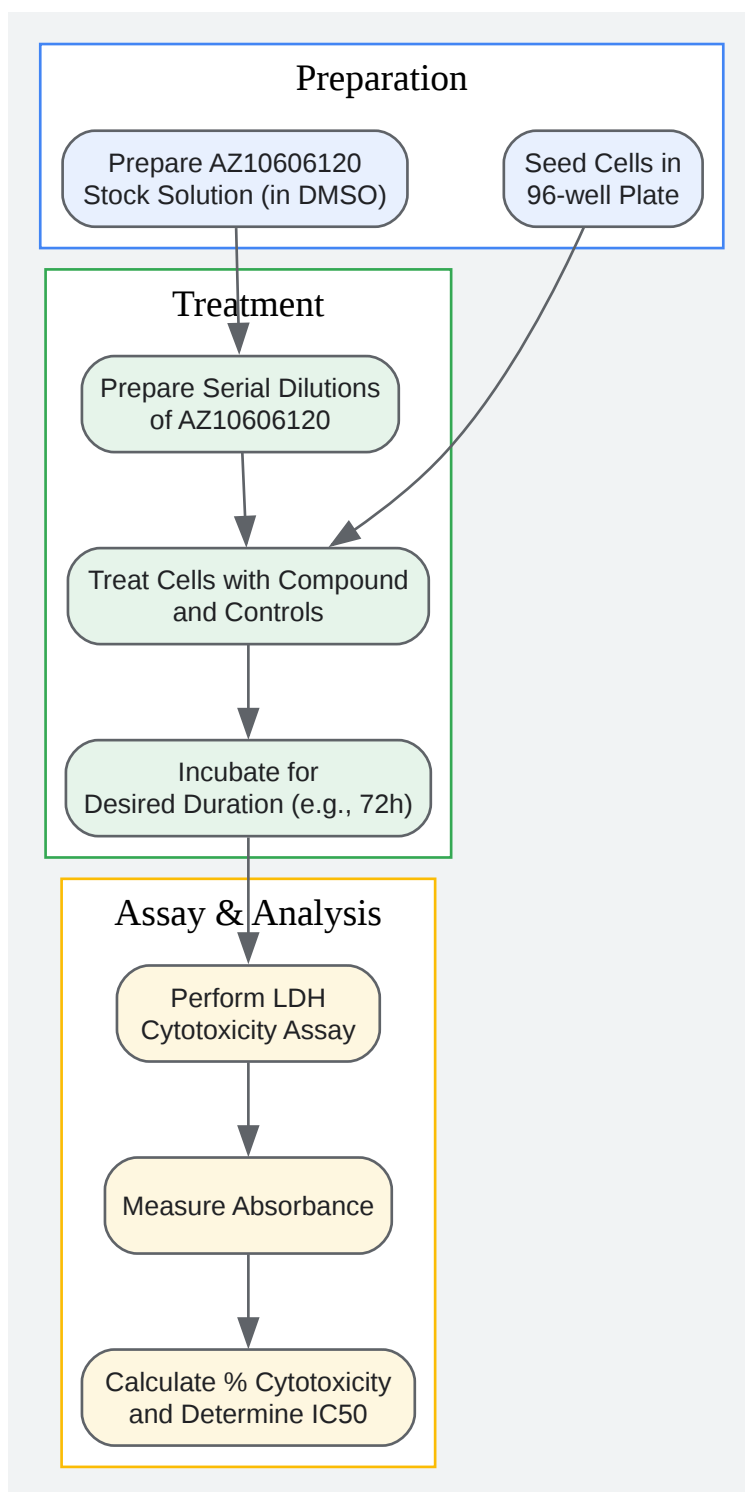 Preparation
Prepare AZ10606120
Stock Solution (in DMSO)
Seed Cells in
96-well Plate
Treatment
Prepare Serial Dilutions
of AZ10606120
Treat Cells with Compound
and Controls
Incubate for
Desired Duration (e.g., 72h)
Assay & Analysis
Perform LDH
Cytotoxicity Assay
Measure Absorbance
Calculate % Cytotoxicity
and Determine IC50